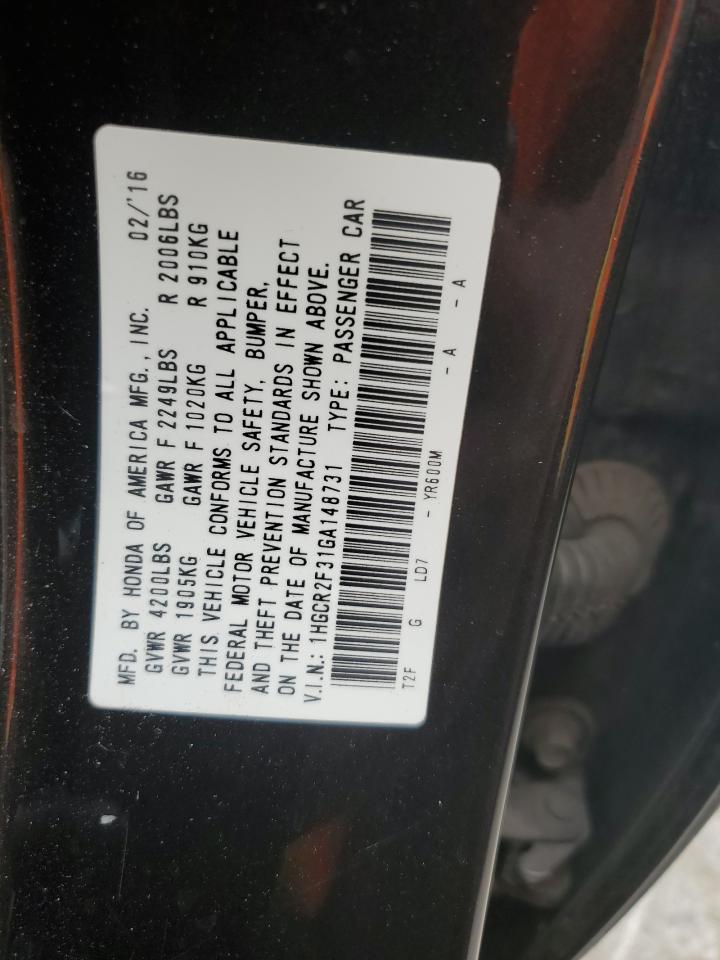 MFD. BY HONDA OF AMERICA MFG., INC. 02/'16
GVWR 4200LBS GAWR F 2249LBS R 2006LBS
GVWR 1905KG GAWR F 1020KG R 910KG
THIS VEHICLE CONFORMS TO ALL APPLICABLE
FEDERAL MOTOR VEHICLE SAFETY, BUMPER,
AND THEFT PREVENTION STANDARDS IN EFFECT
ON THE DATE OF MANUFACTURE SHOWN ABOVE.
V.I.N.: 1HGCR2F31GA148731 TYPE: PASSENGER CAR
T2F G LD7 - YR600M - A - A